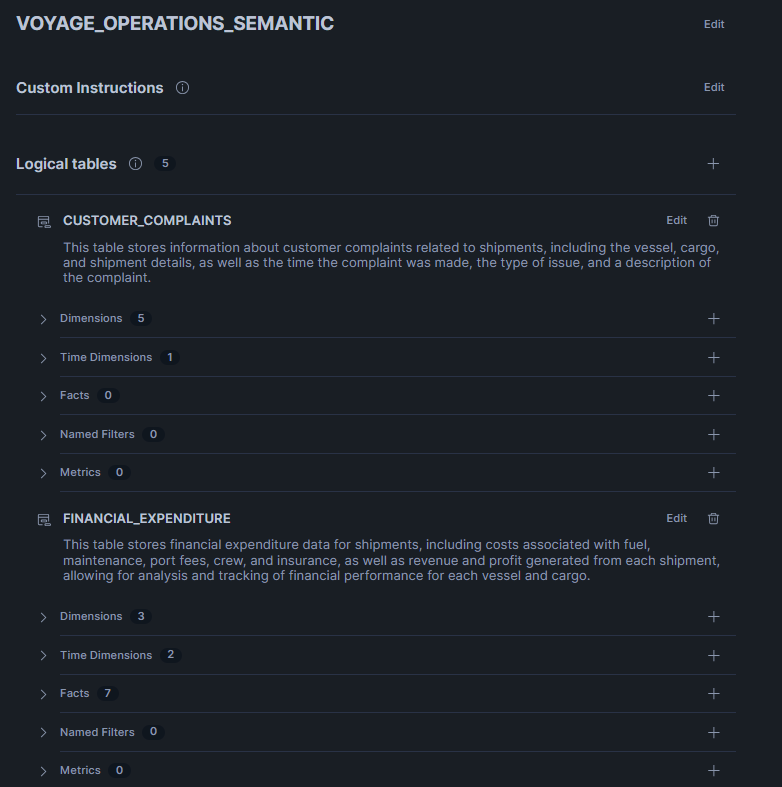 VOYAGE_OPERATIONS_SEMANTIC Edit
Custom Instructions Edit
Logical tables 5
CUSTOMER_COMPLAINTS Edit
This table stores information about customer complaints related to shipments, including the vessel, cargo,
and shipment details, as well as the time the complaint was made, the type of issue, and a description of
the complaint.
Dimensions 5
Time Dimensions 1
Facts 0
Named Filters 0
Metrics 0
FINANCIAL_EXPENDITURE Edit
This table stores financial expenditure data for shipments, including costs associated with fuel,
maintenance, port fees, crew, and insurance, as well as revenue and profit generated from each shipment,
allowing for analysis and tracking of financial performance for each vessel and cargo.
Dimensions 3
Time Dimensions 2
Facts 7
Named Filters 0
Metrics 0